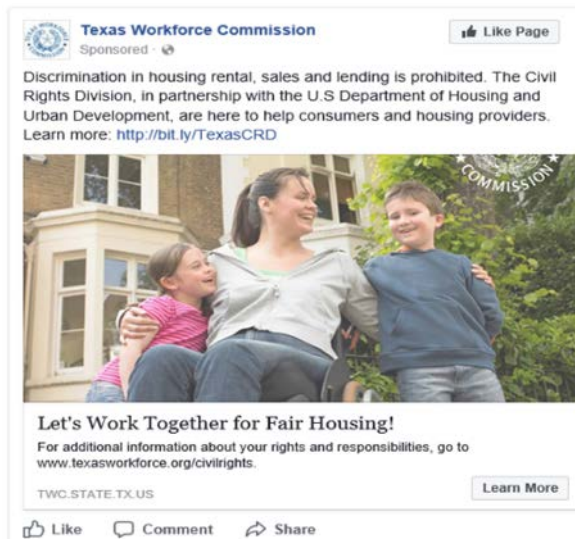 Texas Workforce Commission
Like Page
Sponsored ·
Discrimination in housing rental, sales and lending is prohibited. The Civil
Rights Division, in partnership with the U.S Department of Housing and
Urban Development, are here to help consumers and housing providers.
Learn more: http://bit.ly/TexasCRD
COMMISSION
Let's Work Together for Fair Housing!
For additional information about your rights and responsibilities, go to
www.texasworkforce.org/civilrights.
TWC.STATE.TX.US
Learn More
Like Comment Share